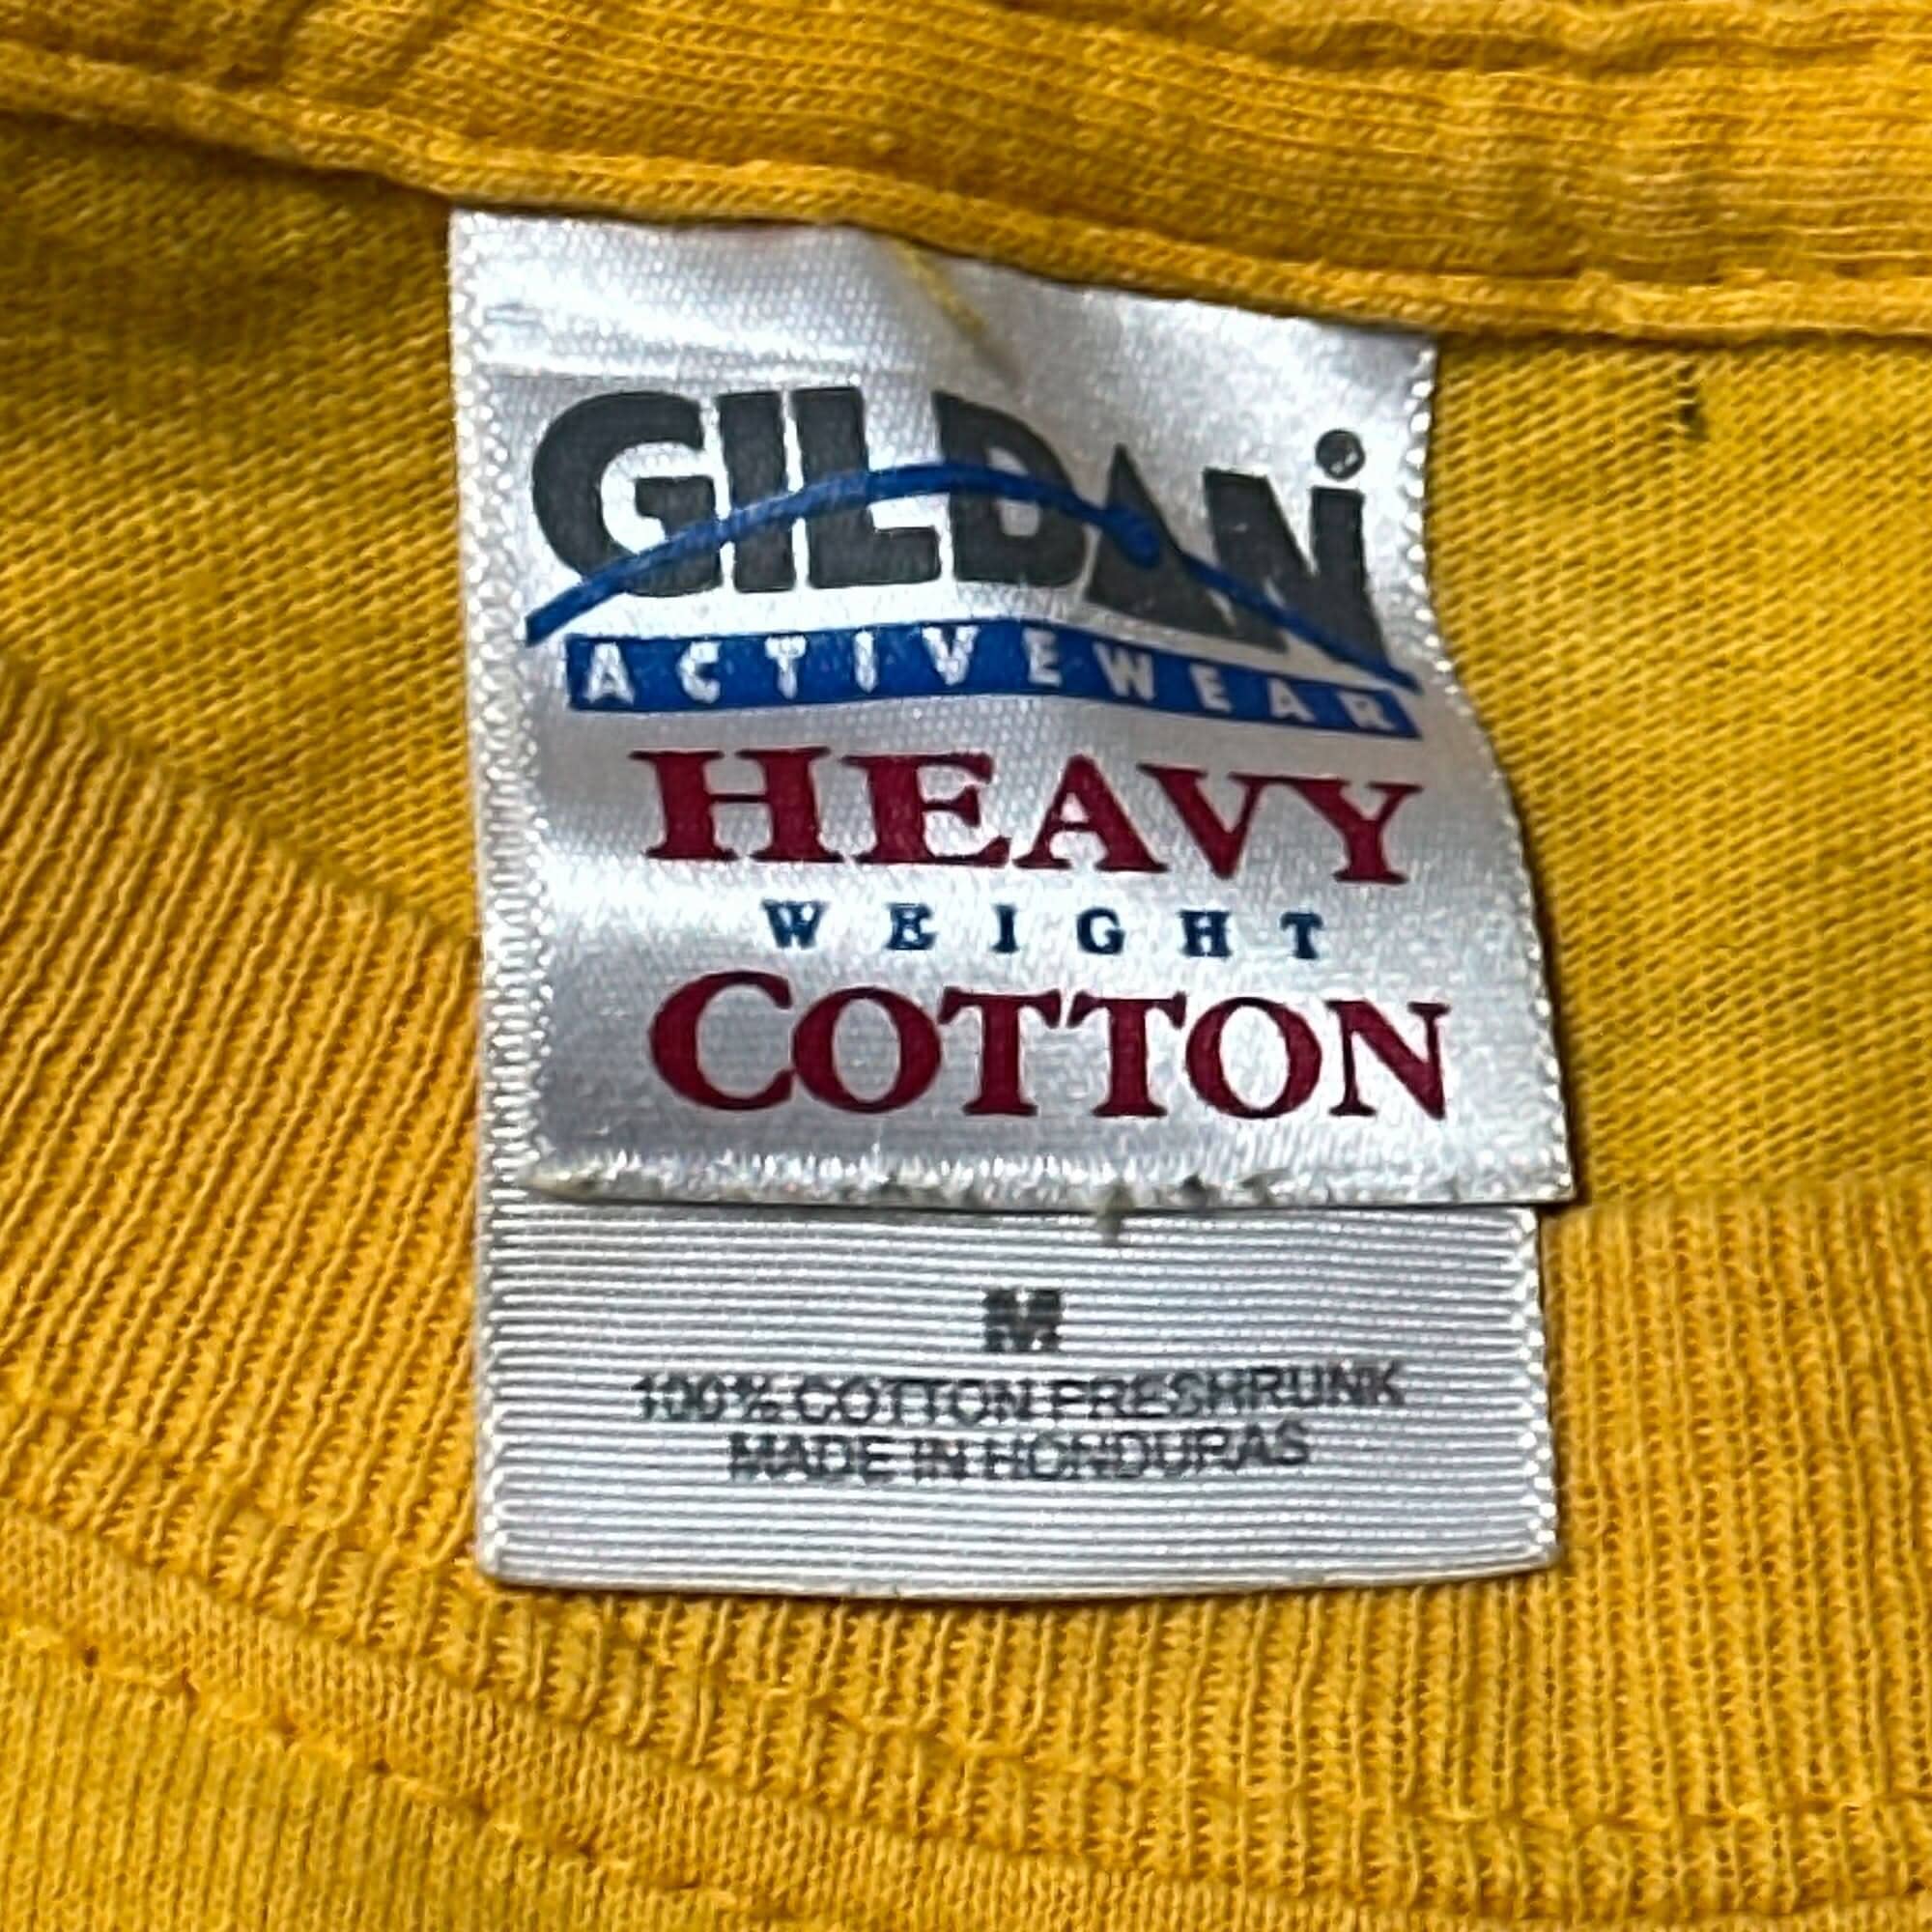 GILDAN
ACTIVEWEAR
HEAVY
WEIGHT
COTTON
M
100% COTTON PRESHRUNK
MADE IN HONDURAS